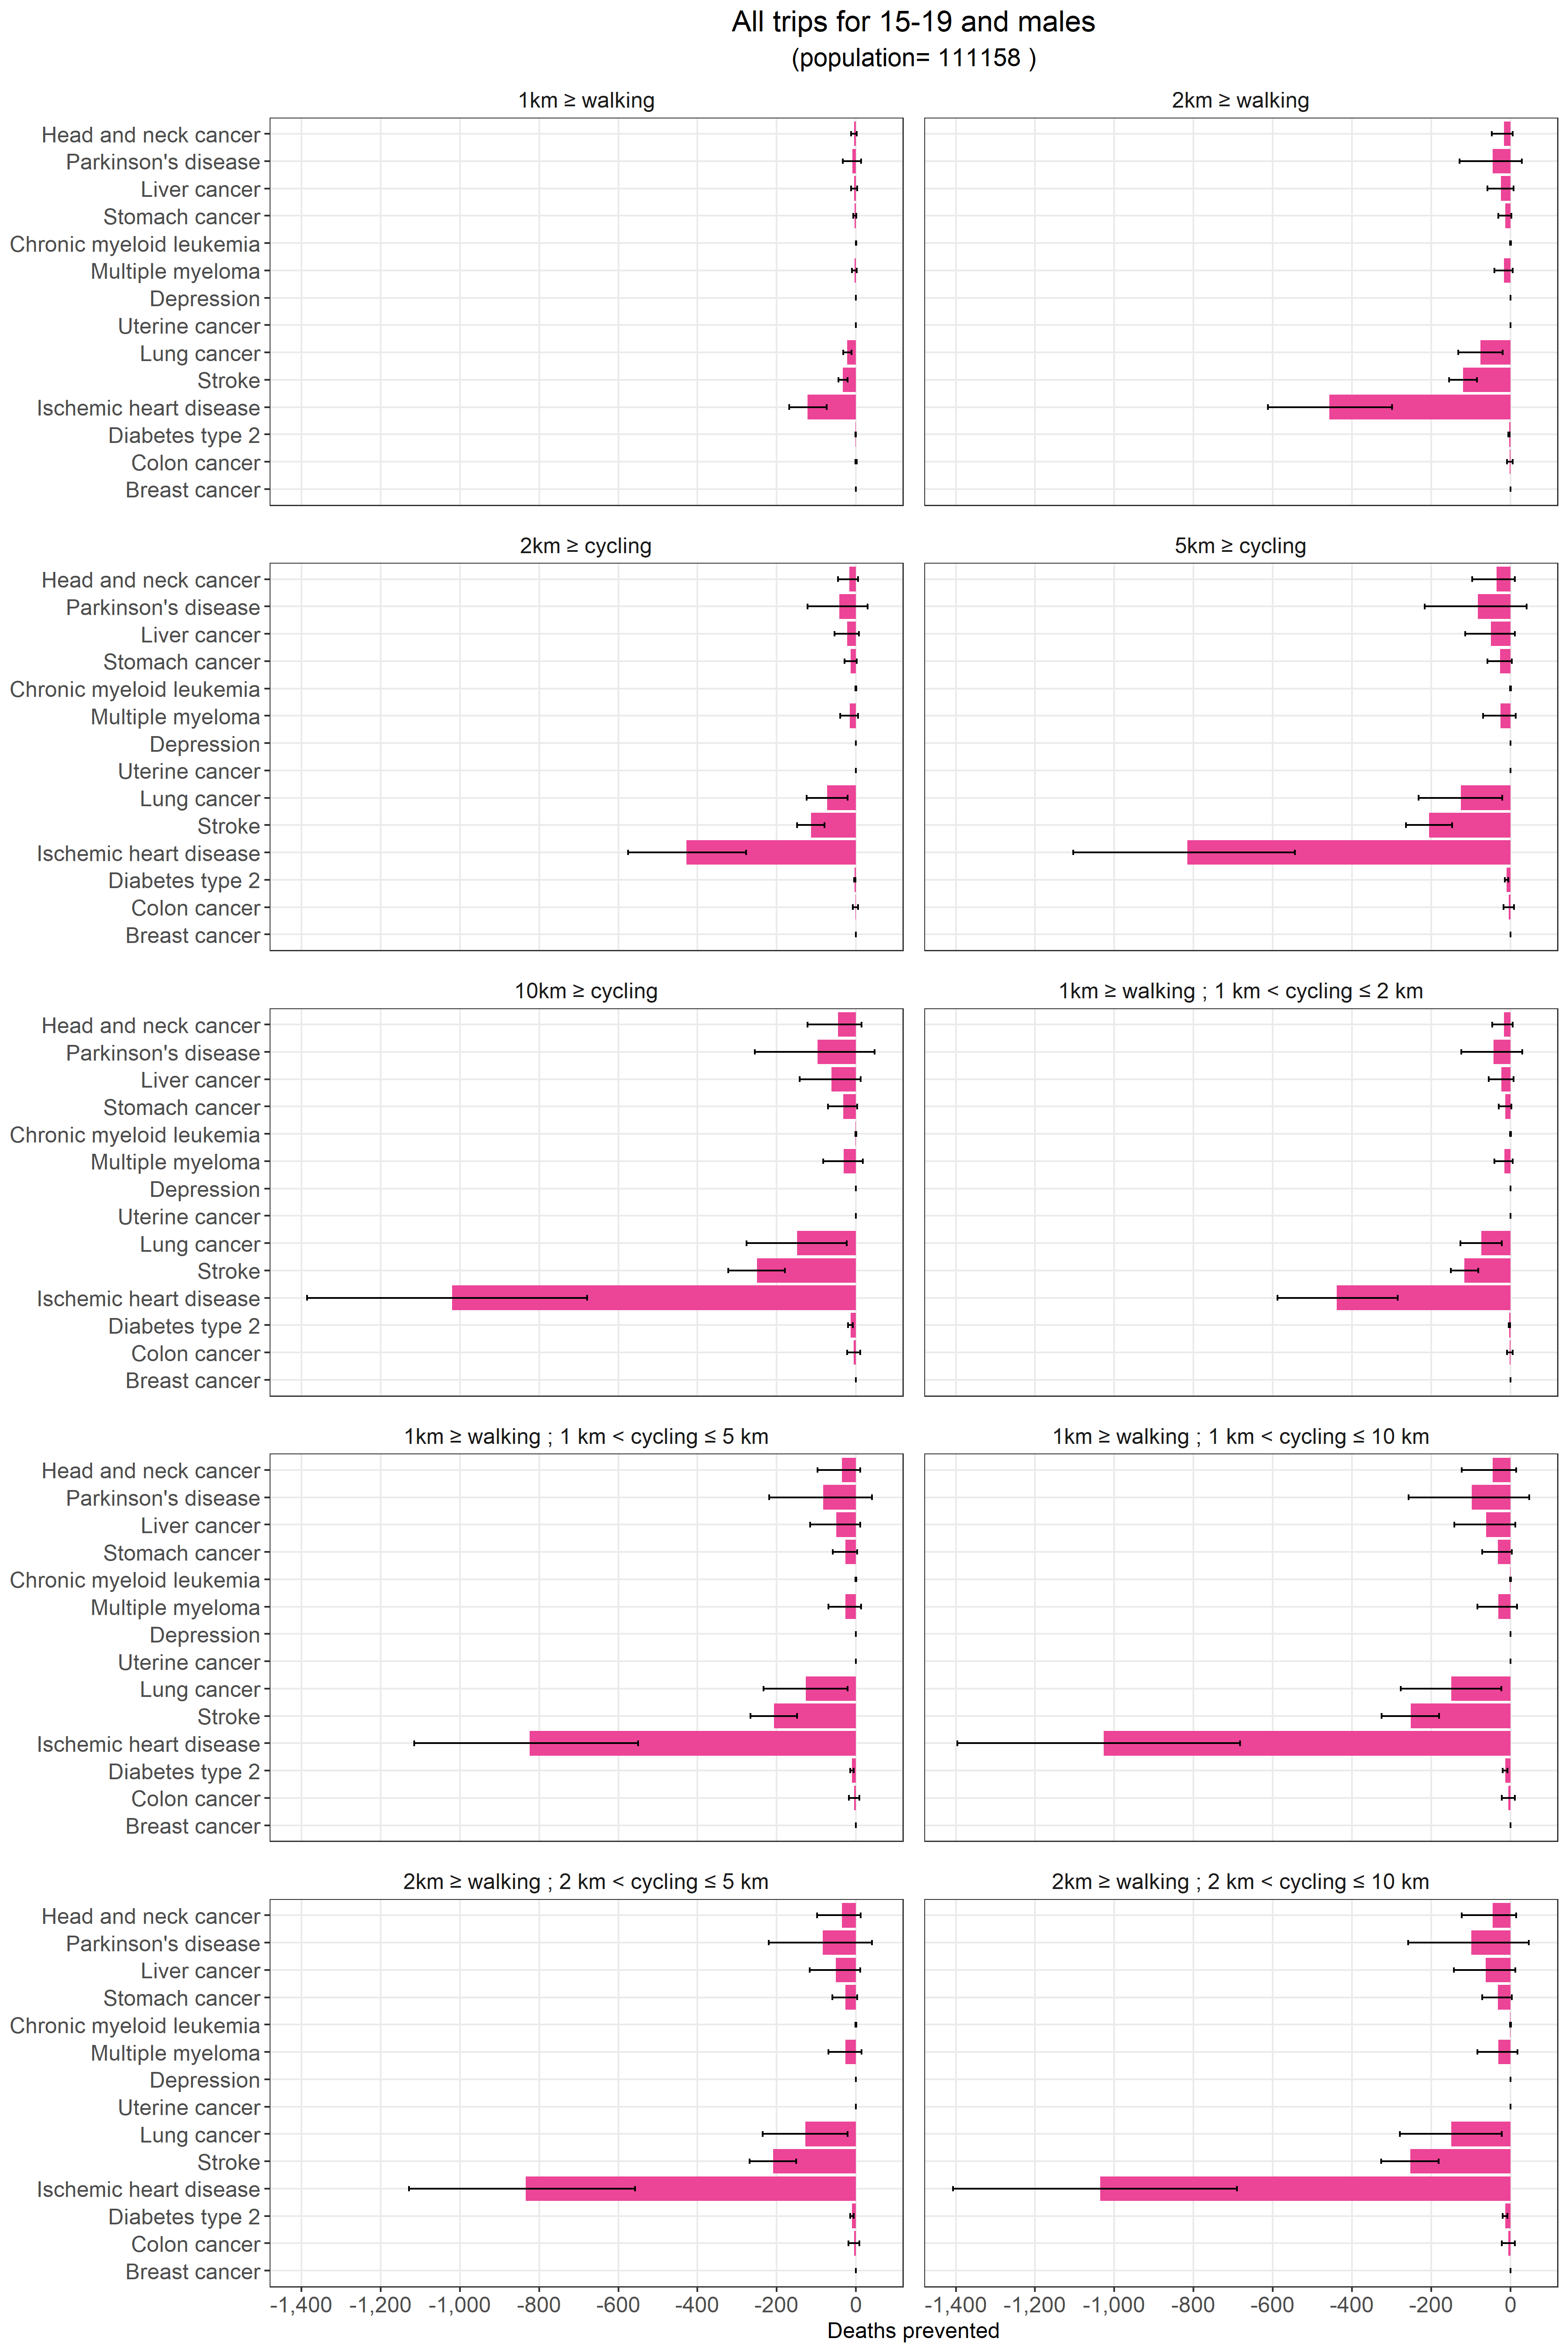 All trips for 15-19 and males
(population= 111158 )
1km ≥ walking
2km ≥ walking
Head and neck cancer
Parkinson's disease
Liver cancer
Stomach cancer
Chronic myeloid leukemia
Multiple myeloma
Depression
Uterine cancer
Lung cancer
Stroke
Ischemic heart disease
Diabetes type 2
Colon cancer
Breast cancer
2km ≥ cycling
5km ≥ cycling
Head and neck cancer
Parkinson's disease
Liver cancer
Stomach cancer
Chronic myeloid leukemia
Multiple myeloma
Depression
Uterine cancer
Lung cancer
Stroke
Ischemic heart disease
Diabetes type 2
Colon cancer
Breast cancer
10km ≥ cycling
1km ≥ walking ; 1 km < cycling ≤ 2 km
Head and neck cancer
Parkinson's disease
Liver cancer
Stomach cancer
Chronic myeloid leukemia
Multiple myeloma
Depression
Uterine cancer
Lung cancer
Stroke
Ischemic heart disease
Diabetes type 2
Colon cancer
Breast cancer
1km ≥ walking ; 1 km < cycling ≤ 5 km
1km ≥ walking ; 1 km < cycling ≤ 10 km
Head and neck cancer
Parkinson's disease
Liver cancer
Stomach cancer
Chronic myeloid leukemia
Multiple myeloma
Depression
Uterine cancer
Lung cancer
Stroke
Ischemic heart disease
Diabetes type 2
Colon cancer
Breast cancer
2km ≥ walking ; 2 km < cycling ≤ 5 km
2km ≥ walking ; 2 km < cycling ≤ 10 km
Head and neck cancer
Parkinson's disease
Liver cancer
Stomach cancer
Chronic myeloid leukemia
Multiple myeloma
Depression
Uterine cancer
Lung cancer
Stroke
Ischemic heart disease
Diabetes type 2
Colon cancer
Breast cancer
-1,400 -1,200 -1,000 -800 -600 -400 -200 0
-1,400 -1,200 -1,000 -800 -600 -400 -200 0
Deaths prevented